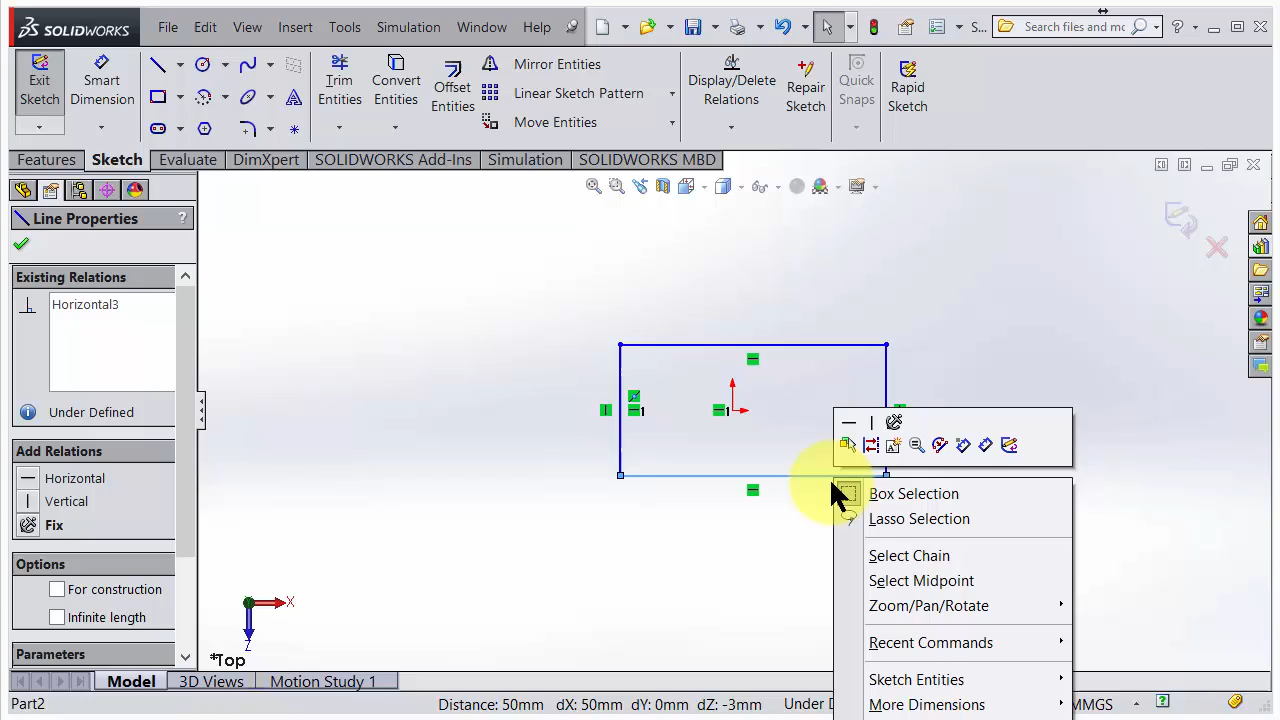 SOLIDWORKS
File Edit View Insert Tools Simulation Window Help
S...
Search files and mo
?
Exit Sketch
Smart Dimension
Trim Entities
Convert Entities
Offset Entities
Mirror Entities
Linear Sketch Pattern
Move Entities
Display/Delete Relations
Repair Sketch
Quick Snaps
Rapid Sketch
Features Sketch Evaluate DimXpert SOLIDWORKS Add-Ins Simulation SOLIDWORKS MBD
Line Properties ?
Existing Relations
Horizontal3
Under Defined
Add Relations
Horizontal
Vertical
Fix
Options
For construction
Infinite length
Parameters
1
1
X
Z
*Top
Box Selection
Lasso Selection
Select Chain
Select Midpoint
Zoom/Pan/Rotate
Recent Commands
Sketch Entities
More Dimensions
Model 3D Views Motion Study 1
Part2 Distance: 50mm dX: 50mm dY: 0mm dZ: -3mm Under D MMGS ?